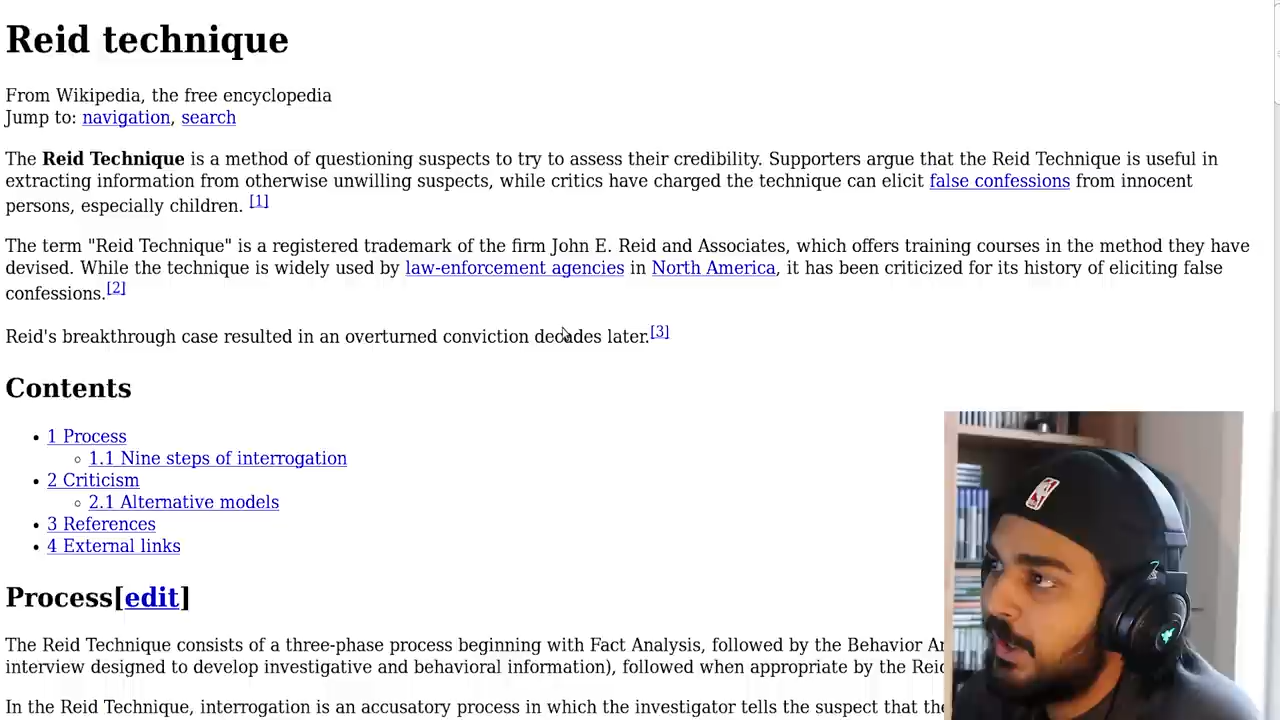 Reid technique
From Wikipedia, the free encyclopedia
Jump to: navigation, search
The Reid Technique is a method of questioning suspects to try to assess their credibility. Supporters argue that the Reid Technique is useful in
extracting information from otherwise unwilling suspects, while critics have charged the technique can elicit false confessions from innocent
persons, especially children. [1]
The term "Reid Technique" is a registered trademark of the firm John E. Reid and Associates, which offers training courses in the method they have
devised. While the technique is widely used by law-enforcement agencies in North America, it has been criticized for its history of eliciting false
confessions.[2]
Reid's breakthrough case resulted in an overturned conviction decades later.[3]
Contents
• 1 Process
◦ 1.1 Nine steps of interrogation
• 2 Criticism
◦ 2.1 Alternative models
• 3 References
• 4 External links
Process[edit]
The Reid Technique consists of a three-phase process beginning with Fact Analysis, followed by the Behavior
interview designed to develop investigative and behavioral information), followed when appropriate by the
In the Reid Technique, interrogation is an accusatory process in which the investigator tells the suspect that